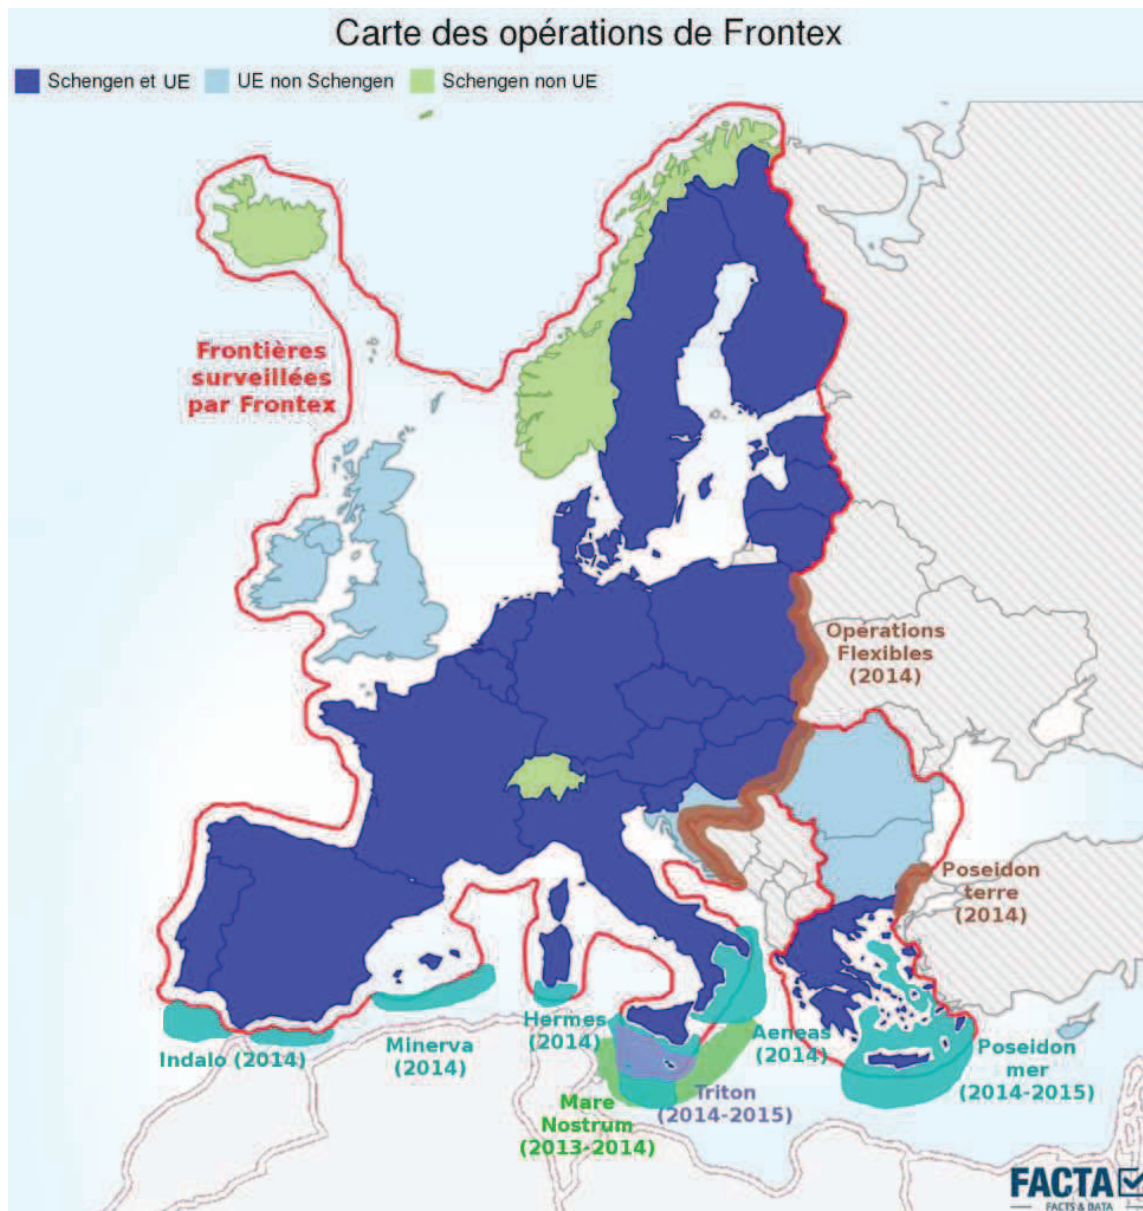 Carte des opérations de Frontex
Schengen et UE
UE non Schengen
Schengen non UE
Frontières
surveillées
par Frontex
Opérations
Flexibles
(2014)
Poseidon
terre
(2014)
Indalo (2014)
Minerva
(2014)
Hermes
(2014)
Aeneas
(2014)
Poseidon
mer
(2014-2015)
Triton
(2014-2015)
Mare
Nostrum
(2013-2014)
FACTA
FACTS & DATA